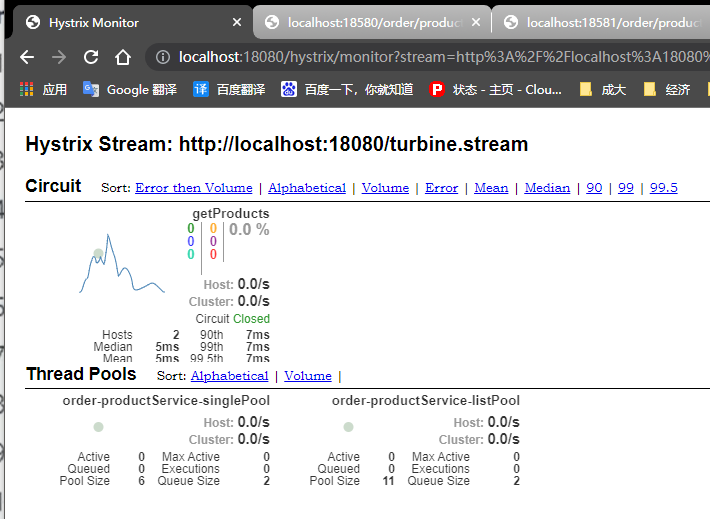 Hystrix Monitor
localhost:18580/order/product
localhost:18581/order/product
localhost:18080/hystrix/monitor?stream=http%3A%2F%2Flocalhost%3A18080%
应用 Google 翻译 百度翻译 百度一下，你就知道 状态 - 主页 - Clou... 成大 经济
Hystrix Stream: http://localhost:18080/turbine.stream
Circuit Sort: Error then Volume | Alphabetical | Volume | Error | Mean | Median | 90 | 99 | 99.5
getProducts
0 0 0.0 %
0 0
0 0
Host: 0.0/s
Cluster: 0.0/s
Circuit Closed
Hosts 2 90th 7ms
Median 5ms 99th 7ms
Mean 5ms 99.5th 7ms
Thread Pools Sort: Alphabetical | Volume |
order-productService-singlePool order-productService-listPool
Host: 0.0/s Host: 0.0/s
Cluster: 0.0/s Cluster: 0.0/s
Active 0 Max Active 0 Active 0 Max Active 0
Queued 0 Executions 0 Queued 0 Executions 0
Pool Size 6 Queue Size 2 Pool Size 11 Queue Size 2